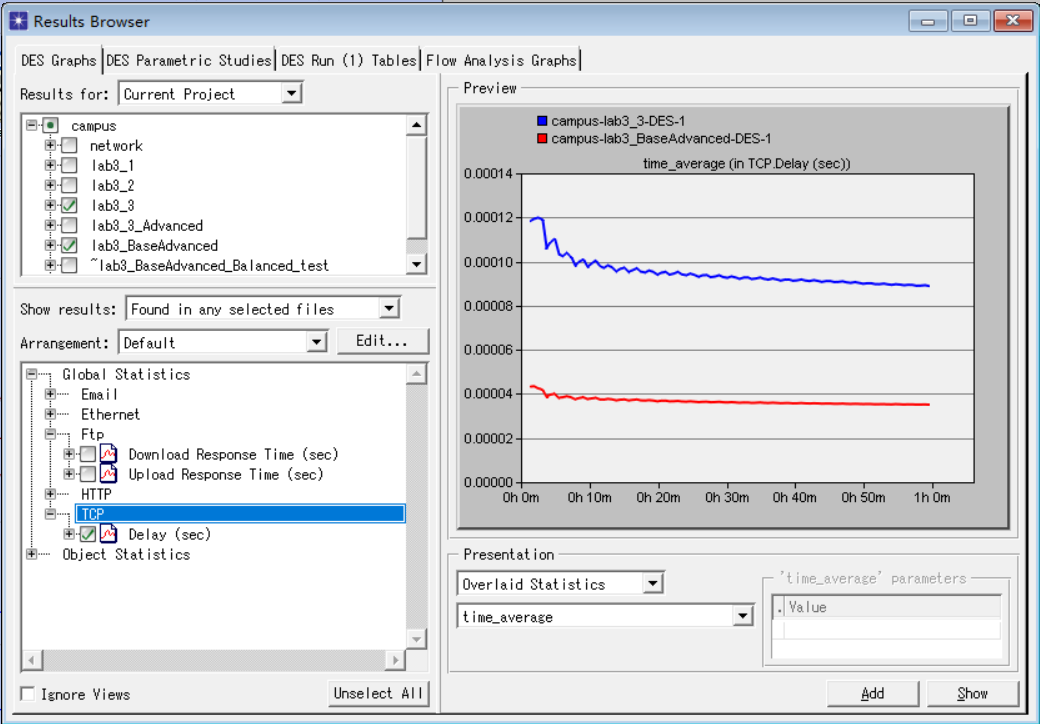 Results Browser
DES Graphs DES Parametric Studies DES Run (1) Tables Flow Analysis Graphs
Results for: Current Project
campus
network
lab3_1
lab3_2
lab3_3
lab3_3_Advanced
lab3_BaseAdvanced
~lab3_BaseAdvanced_Balanced_test
Show results: Found in any selected files
Arrangement: Default Edit...
Global Statistics
Email
Ethernet
Ftp
Download Response Time (sec)
Upload Response Time (sec)
HTTP
TCP
Delay (sec)
Object Statistics
Ignore Views Unselect All
Preview
campus-lab3_3-DES-1
campus-lab3_BaseAdvanced-DES-1
time_average (in TCP.Delay (sec))
0.00014
0.00012
0.00010
0.00008
0.00006
0.00004
0.00002
0.00000
0h 0m 0h 10m 0h 20m 0h 30m 0h 40m 0h 50m 1h 0m
Presentation
Overlaid Statistics
time_average
'time_average' parameters
. Value
Add Show